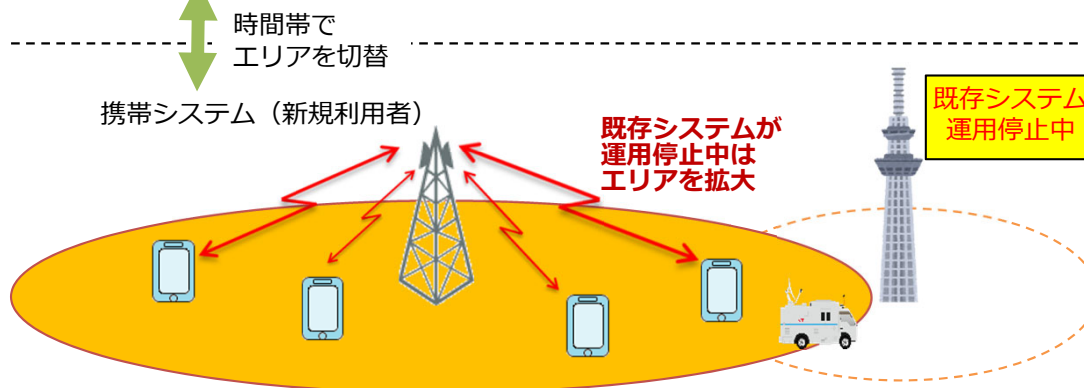 時間帯で
エリアを切替
携帯システム（新規利用者）
既存システムが
運用停止中は
エリアを拡大
既存システム
運用停止中